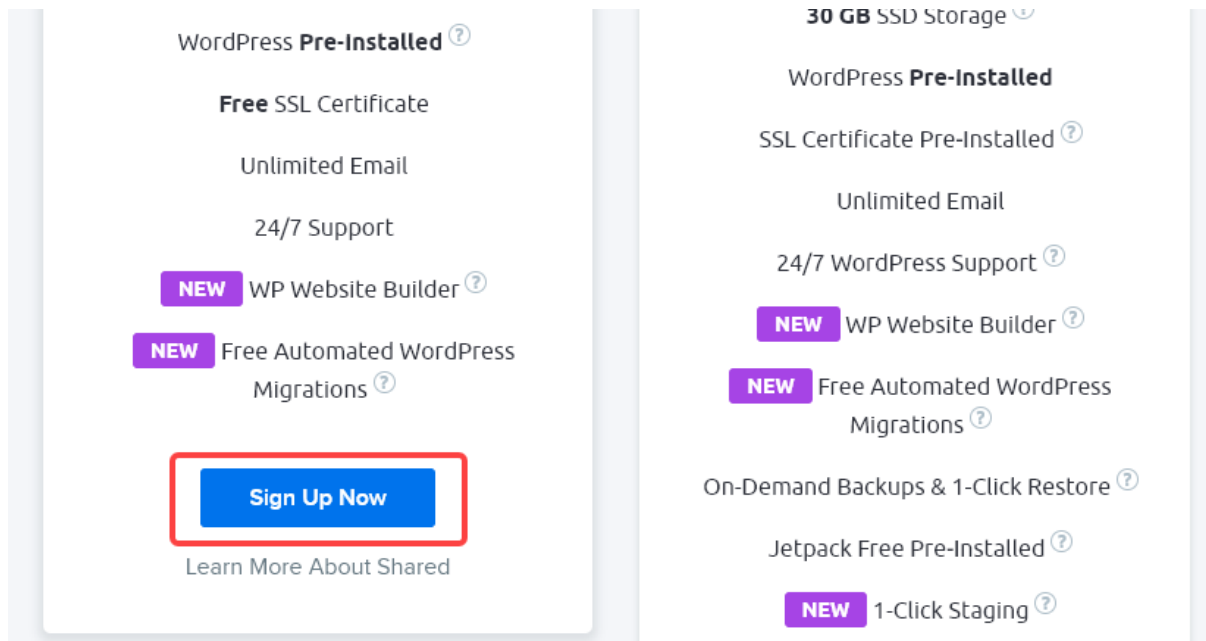 WordPress Pre-Installed ?
Free SSL Certificate
Unlimited Email
24/7 Support
NEW WP Website Builder ?
NEW Free Automated WordPress
Migrations ?
Sign Up Now
Learn More About Shared
30 GB SSD Storage ?
WordPress Pre-Installed
SSL Certificate Pre-Installed ?
Unlimited Email
24/7 WordPress Support ?
NEW WP Website Builder ?
NEW Free Automated WordPress
Migrations ?
On-Demand Backups & 1-Click Restore ?
Jetpack Free Pre-Installed ?
NEW 1-Click Staging ?